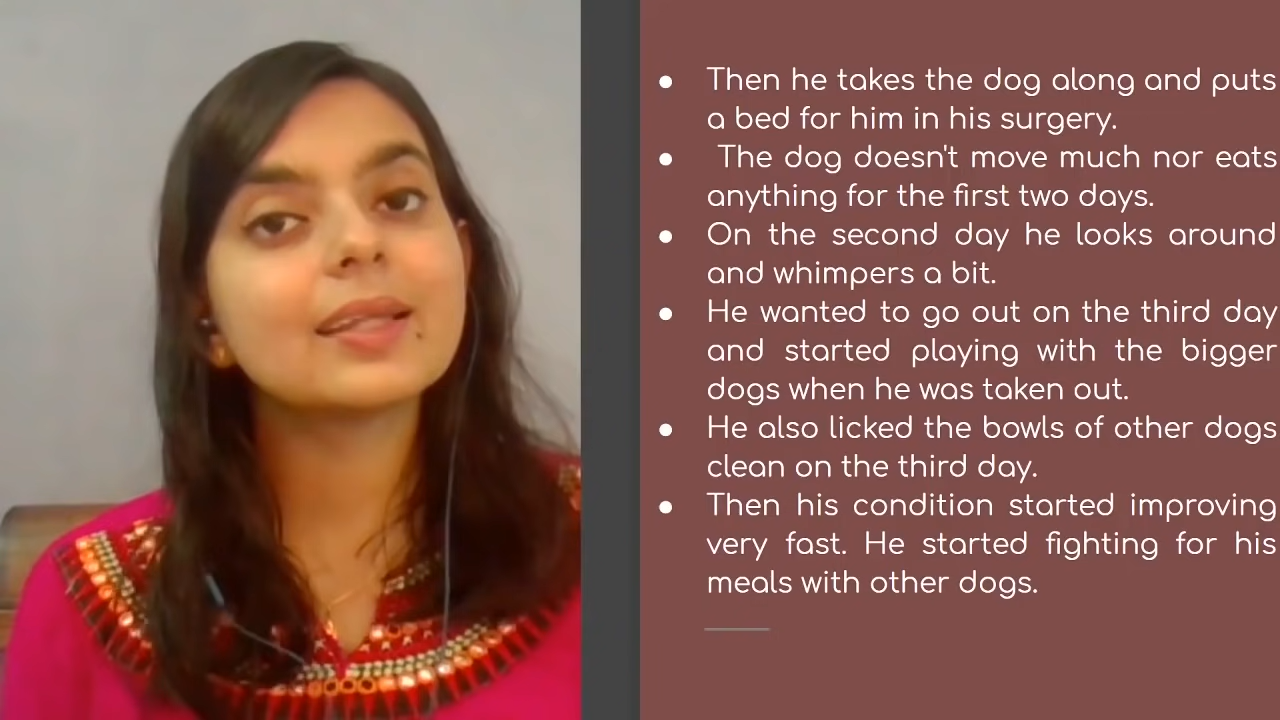 ● Then he takes the dog along and puts
a bed for him in his surgery.
● The dog doesn't move much nor eats
anything for the first two days.
● On the second day he looks around
and whimpers a bit.
● He wanted to go out on the third day
and started playing with the bigger
dogs when he was taken out.
● He also licked the bowls of other dogs
clean on the third day.
● Then his condition started improving
very fast. He started fighting for his
meals with other dogs.